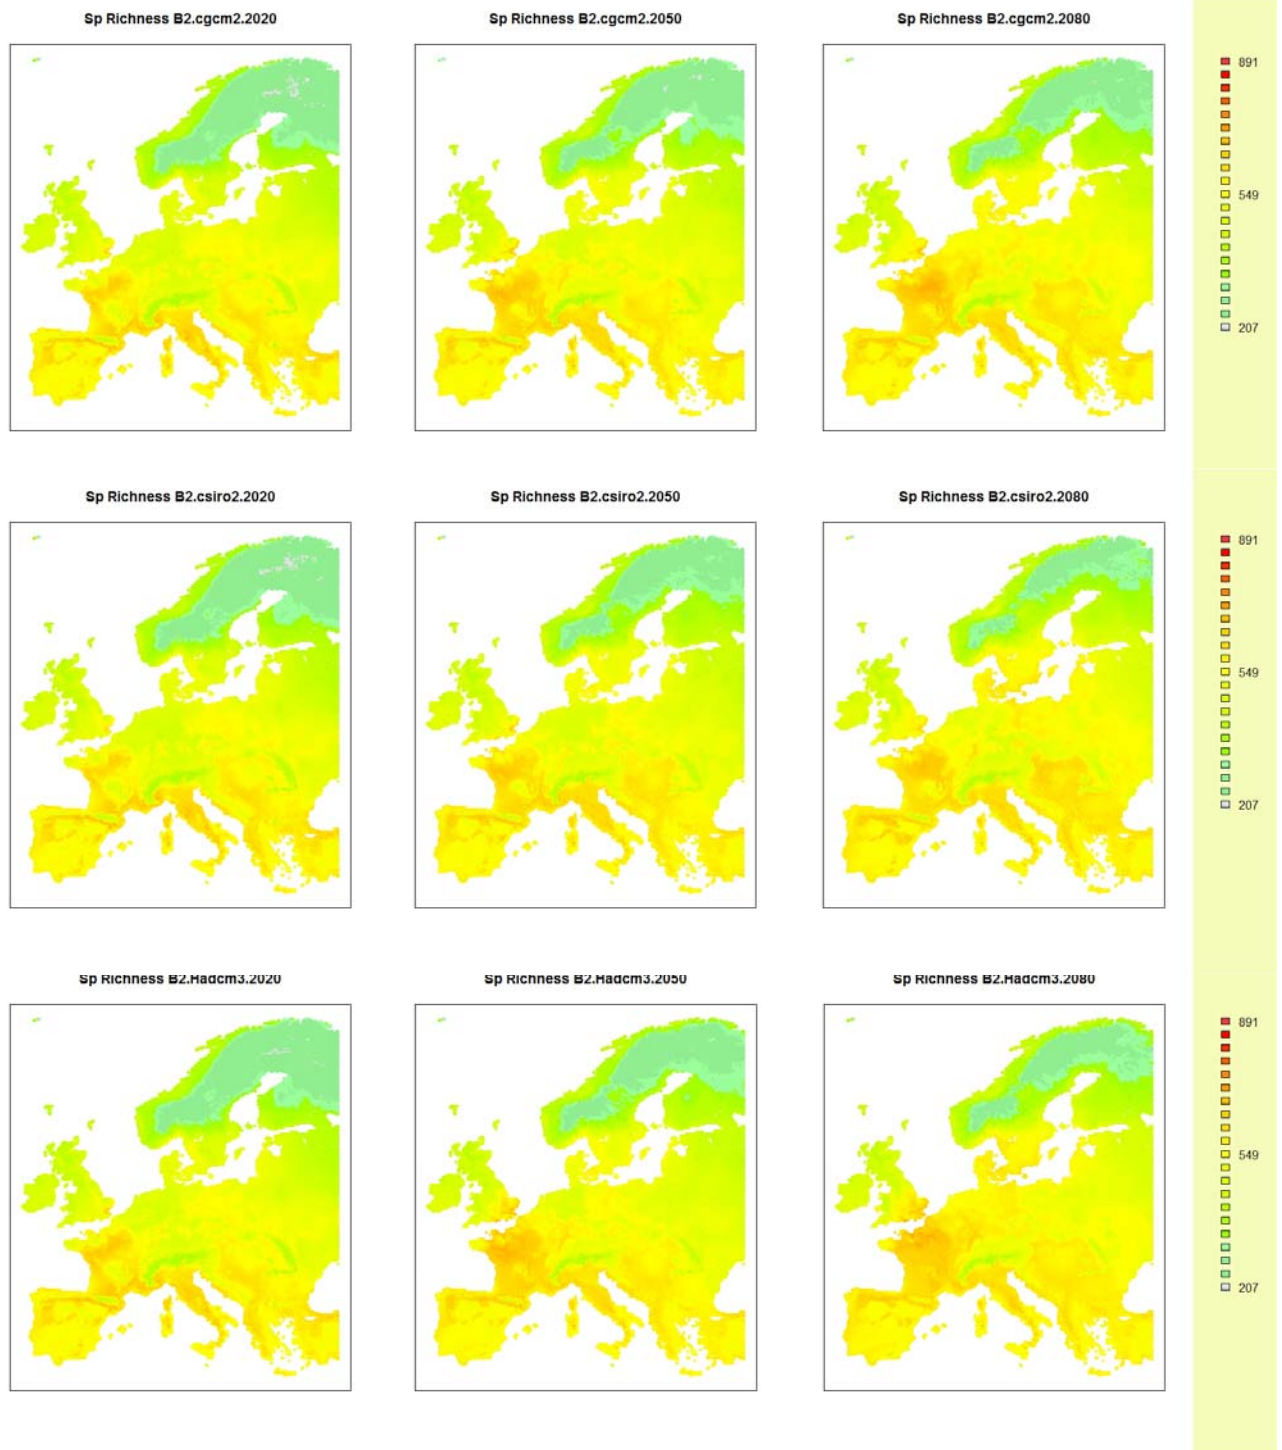 Sp Richness B2.cgcm2.2020
Sp Richness B2.cgcm2.2050
Sp Richness B2.cgcm2.2080
891
549
207
Sp Richness B2.csiro2.2020
Sp Richness B2.csiro2.2050
Sp Richness B2.csiro2.2080
891
549
207
Sp Richness B2.Hadcm3.2020
Sp Richness B2.Hadcm3.2050
Sp Richness B2.Hadcm3.2080
891
549
207